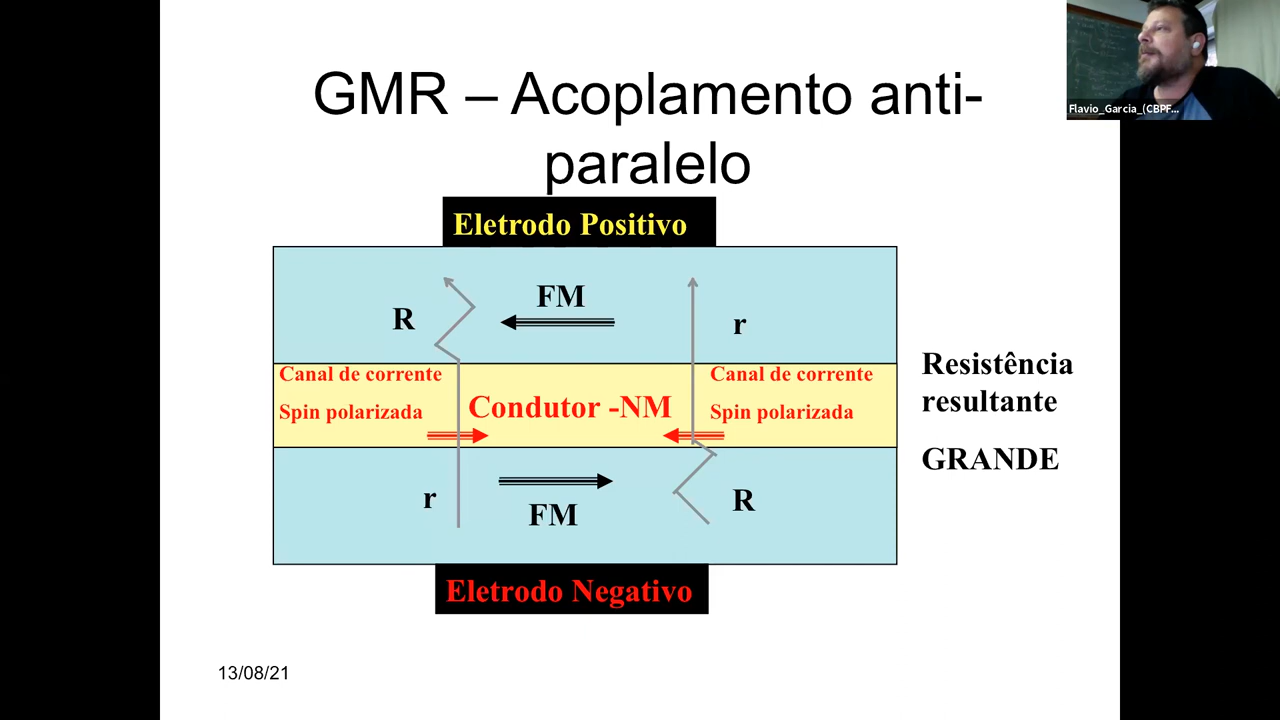 GMR – Acoplamento anti-
paralelo
Flavio_Garcia_(CBPF...
Eletrodo Positivo
FM
R
r
Canal de corrente
Spin polarizada
Condutor -NM
Canal de corrente
Spin polarizada
Resistência
resultante
GRANDE
r
FM
R
Eletrodo Negativo
13/08/21